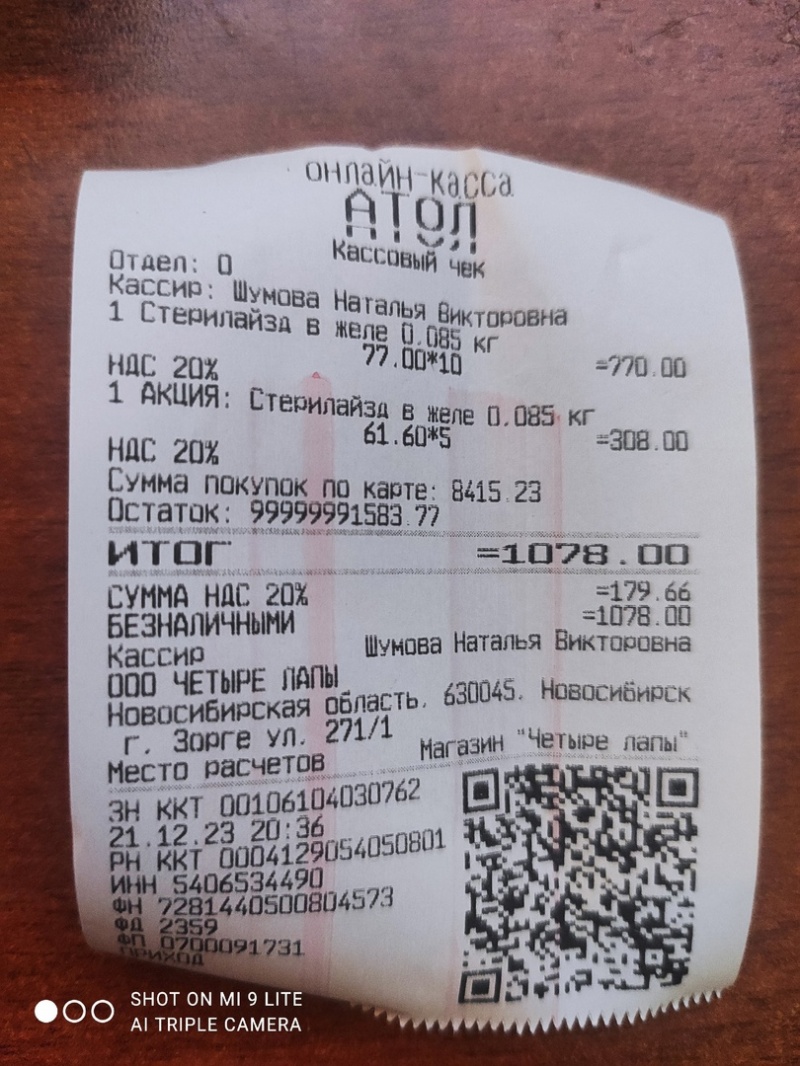 онлайн-касса
АТОЛ
Кассовый чек
Отдел: 0
Кассир: Шумова Наталья Викторовна
1 Стерилайзд в желе 0.085 кг
77.00*10 =770.00
НДС 20%
1 АКЦИЯ: Стерилайзд в желе 0.085 кг
61.60*5 =308.00
НДС 20%
Сумма покупок по карте: 8415.23
Остаток: 99999991583.77
ИТОГ =1078.00
СУММА НДС 20% =179.66
БЕЗНАЛИЧНЫМИ =1078.00
Кассир Шумова Наталья Викторовна
ООО ЧЕТЫРЕ ЛАПЫ
Новосибирская область, 630045, Новосибирск
г, Зорге ул, 271/1
Место расчетов Магазин "Четыре лапы"
ЗН ККТ 00106104030762
21.12.23 20:36
РН ККТ 0004129054050801
ИНН 5406534490
ФН 7281440500804573
ФД 2359
ФП 0700091731
ПРИХОД
SHOT ON MI 9 LITE
AI TRIPLE CAMERA